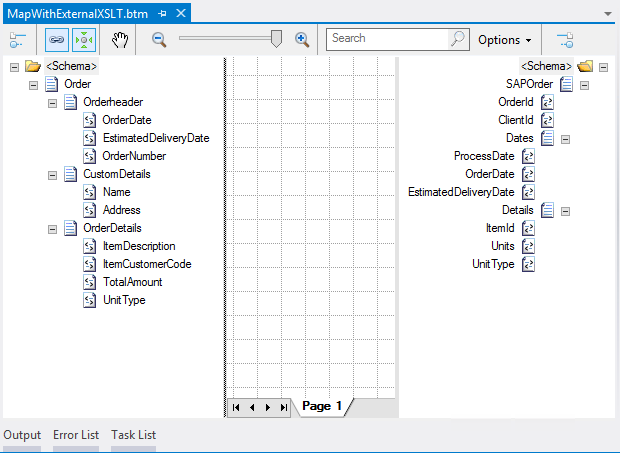 MapWithExternalXSLT.btm
Search
Options
<Schema>
Order
Orderheader
OrderDate
EstimatedDeliveryDate
OrderNumber
CustomDetails
Name
Address
OrderDetails
ItemDescription
ItemCustomerCode
TotalAmount
UnitType
<Schema>
SAPOrder
OrderId
ClientId
Dates
ProcessDate
OrderDate
EstimatedDeliveryDate
Details
ItemId
Units
UnitType
Page 1
Output Error List Task List